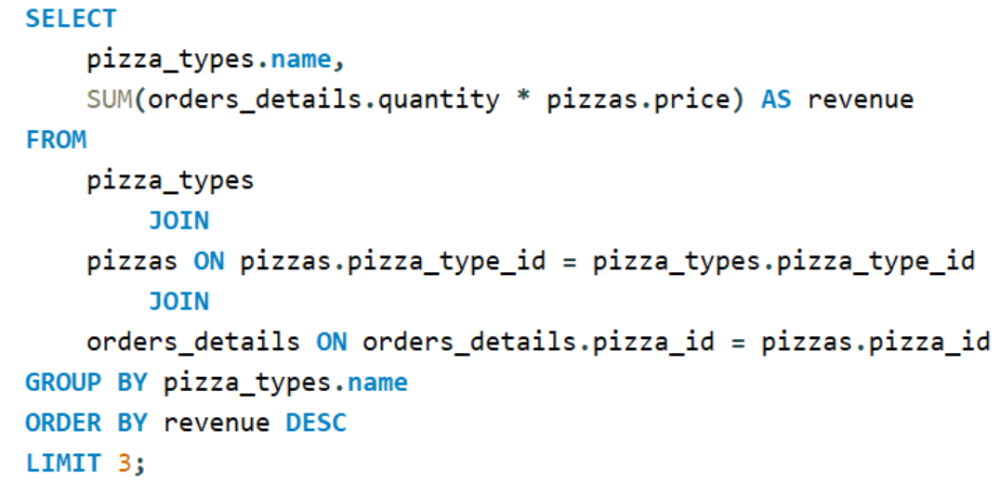 SELECT
    pizza_types.name,
    SUM(orders_details.quantity * pizzas.price) AS revenue
FROM
    pizza_types
        JOIN
    pizzas ON pizzas.pizza_type_id = pizza_types.pizza_type_id
        JOIN
    orders_details ON orders_details.pizza_id = pizzas.pizza_id
GROUP BY pizza_types.name
ORDER BY revenue DESC
LIMIT 3;